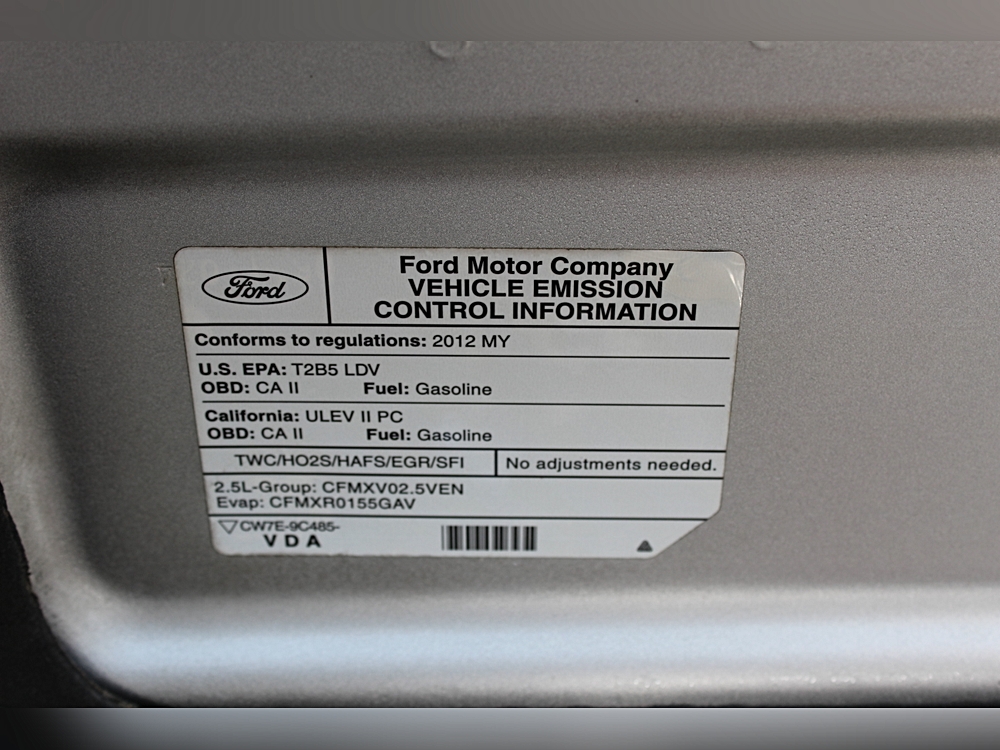 Ford
Ford Motor Company
VEHICLE EMISSION
CONTROL INFORMATION
Conforms to regulations: 2012 MY
U.S. EPA: T2B5 LDV
OBD: CA II Fuel: Gasoline
California: ULEV II PC
OBD: CA II Fuel: Gasoline
TWC/HO2S/HAFS/EGR/SFI No adjustments needed.
2.5L-Group: CFMXV02.5VEN
Evap: CFMXR0155GAV
CW7E-9C485-
V D A